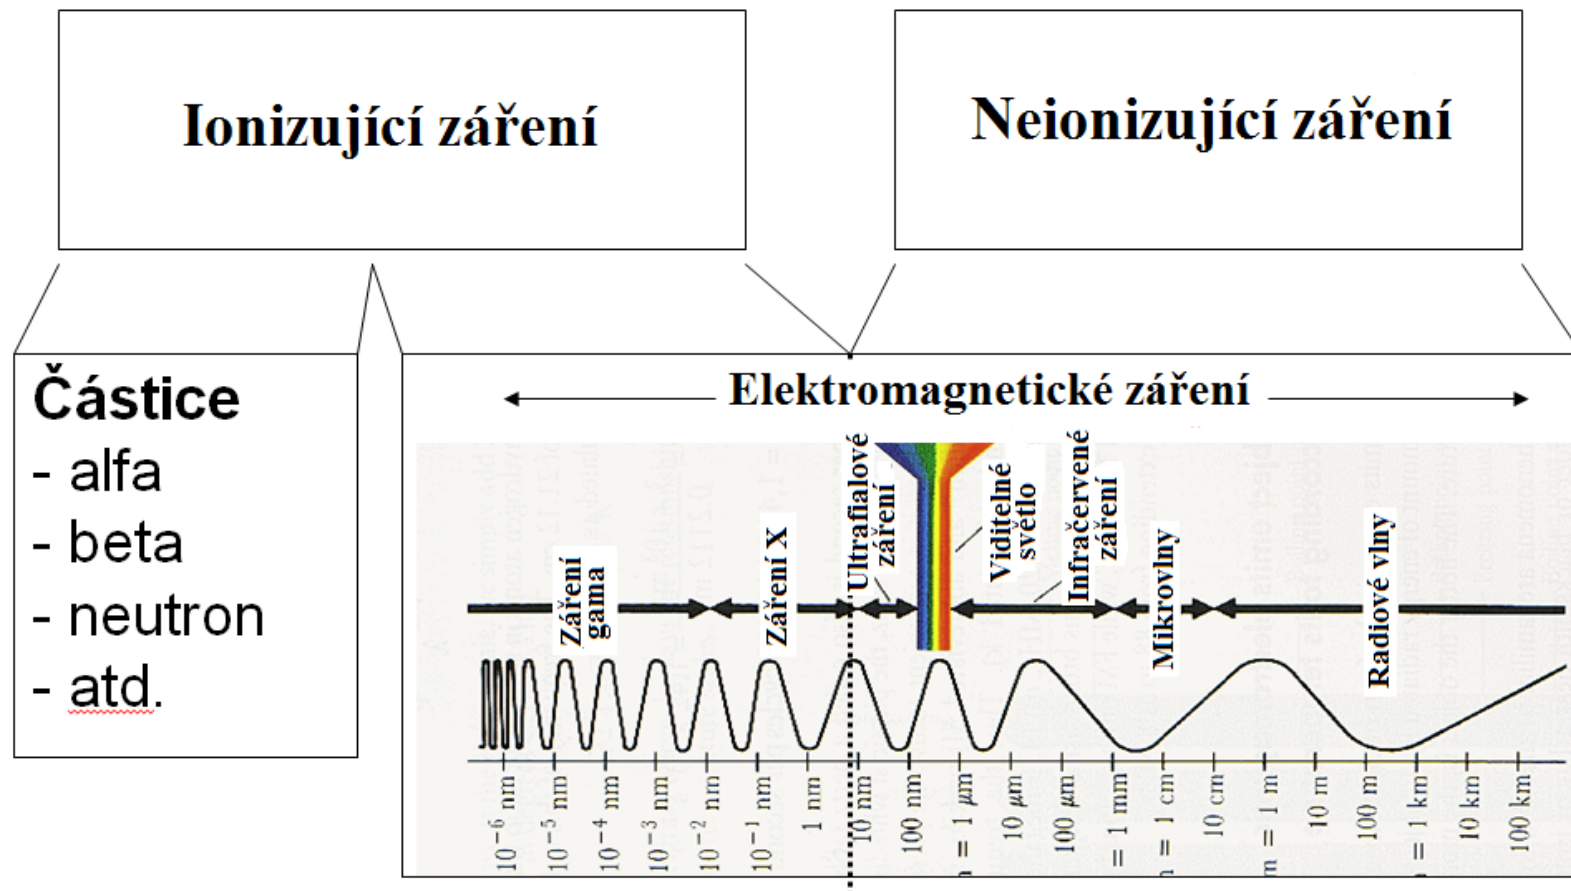 Ionizující záření
Neionizující záření
Částice
- alfa
- beta
- neutron
- atd.
Elektromagnetické záření
Záření
gama
Záření X
Ultrafialové
záření
Viditelné
světlo
Infračervené
záření
Mikrovlny
Radiové vlny
10⁻⁶ nm
10⁻⁵ nm
10⁻⁴ nm
10⁻³ nm
10⁻² nm
10⁻¹ nm
1 nm
10 nm
100 nm
= 1 µm
10 µm
100 µm
= 1 mm
= 1 cm
10 cm
m = 1 m
10 m
100 m
= 1 km
10 km
100 km